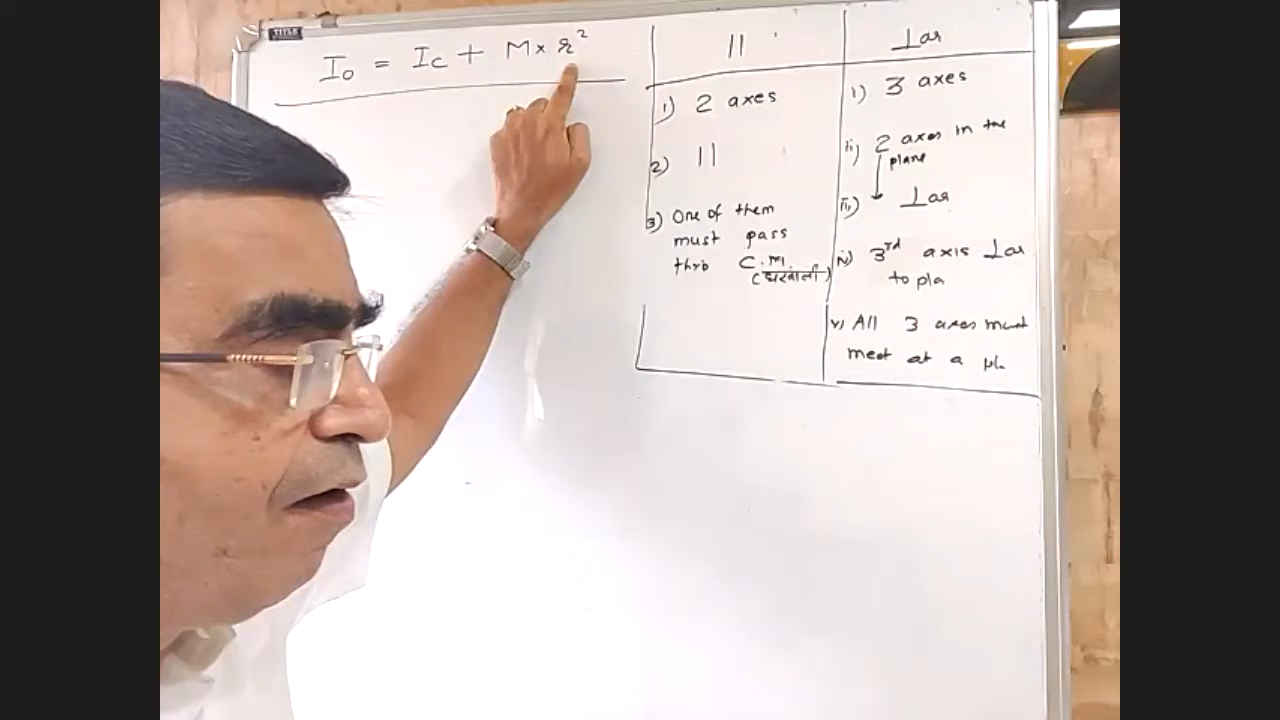 TITLE
I₀ = I_C + M × r²
||
1) 2 axes
2) ||
3) One of them
must pass
thro C.M.
(घरवाली)
⊥ar
i) 3 axes
ii) 2 axes in the
plane
iii) ⊥ar
iv) 3rd axis ⊥ar
to pla
v) All 3 axes must
meet at a pt.